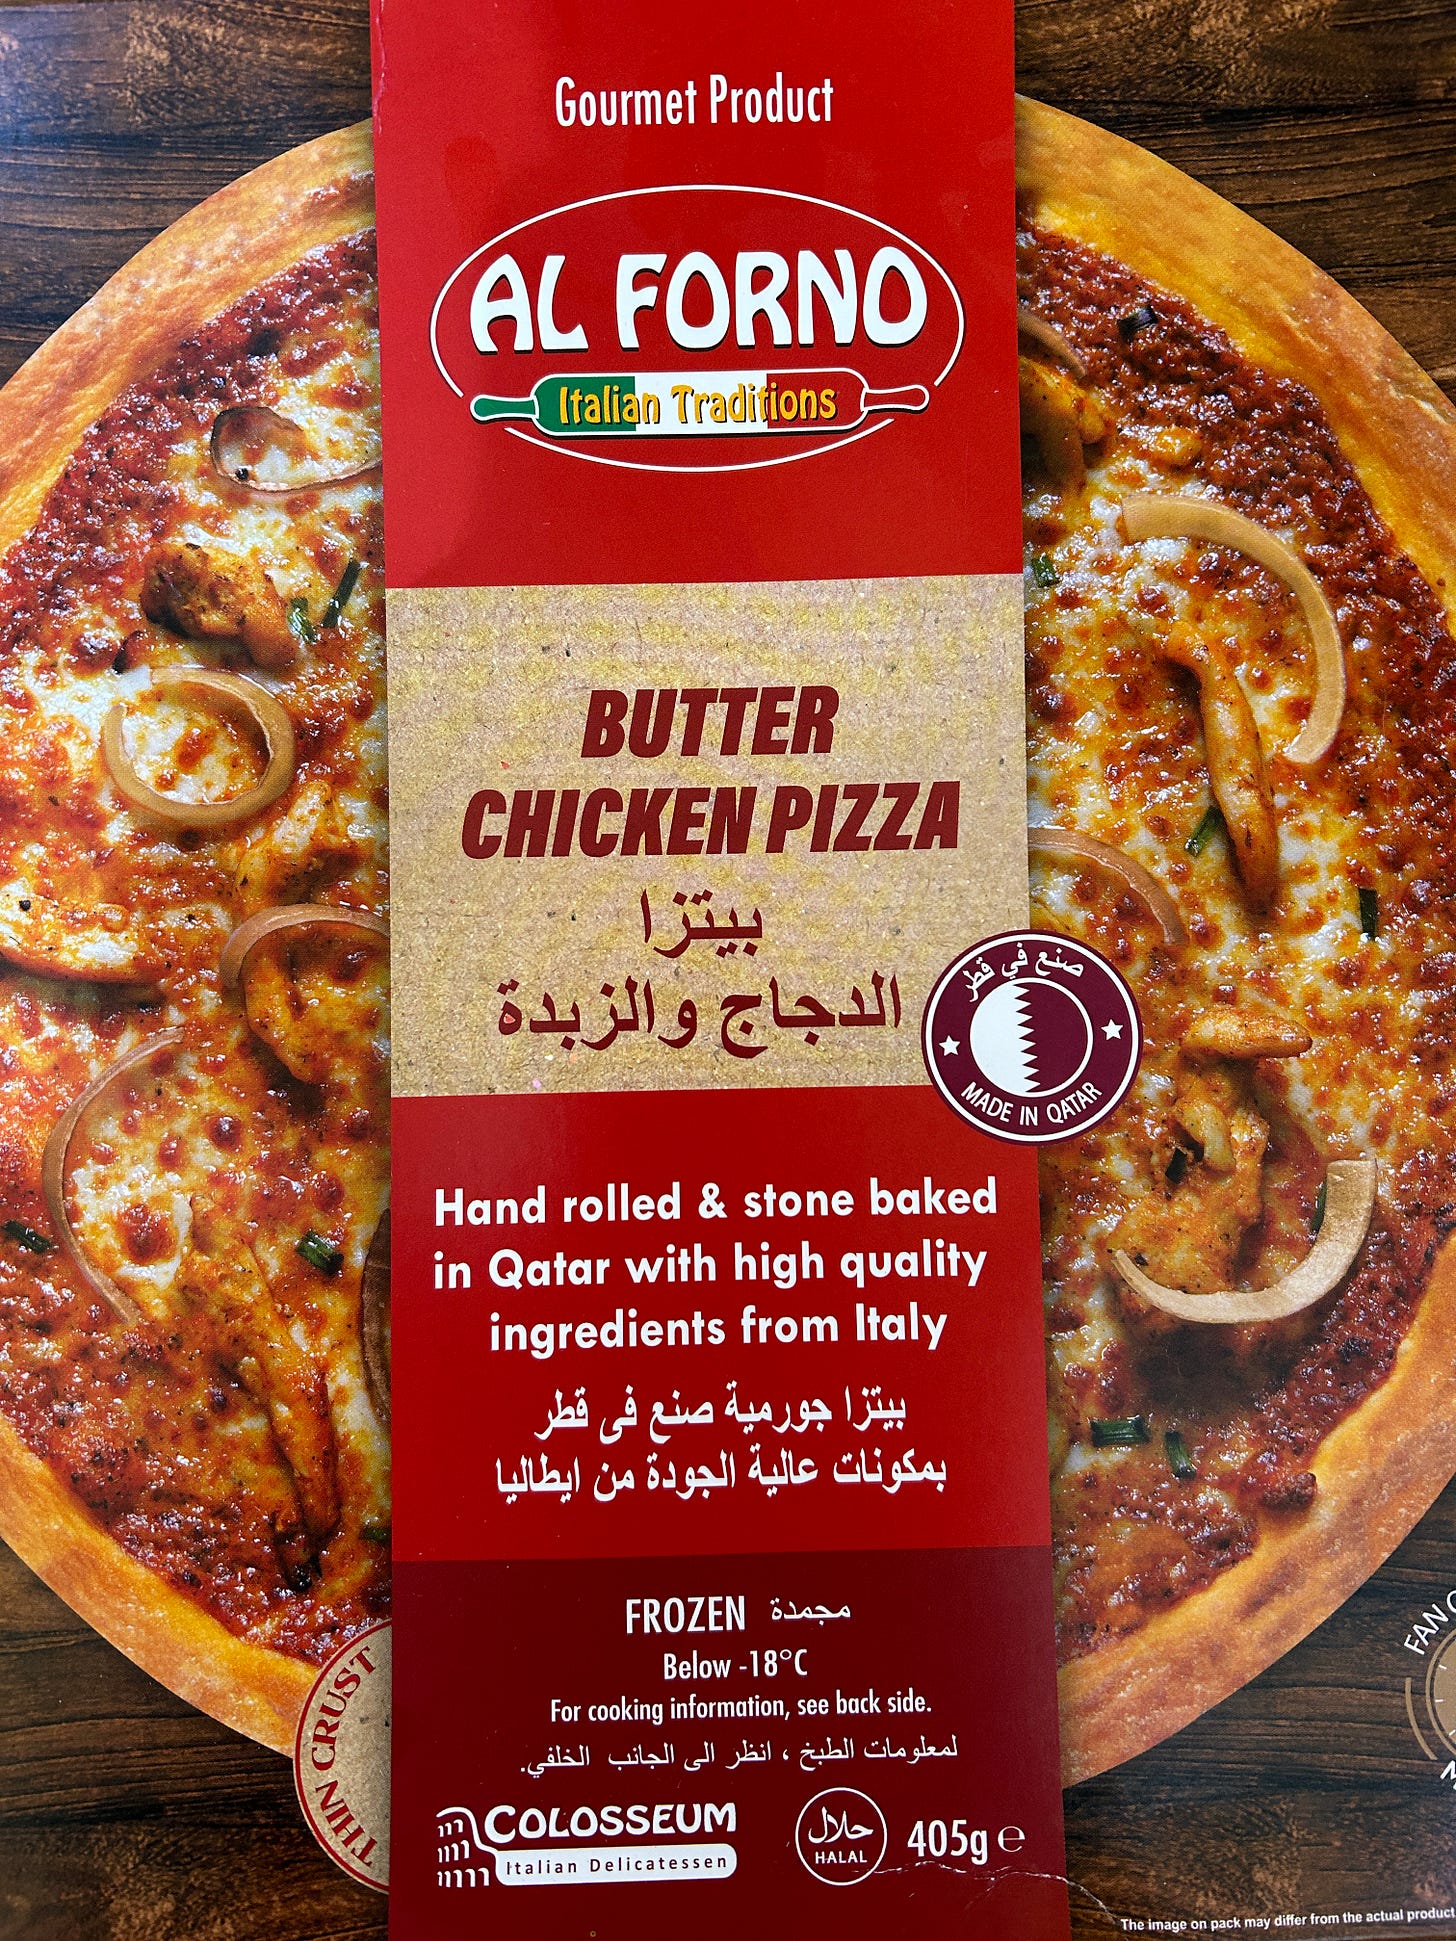 Gourmet Product
AL FORNO
Italian Traditions
BUTTER
CHICKEN PIZZA
بيتزا
الدجاج والزبدة
صنع في قطر
MADE IN QATAR
Hand rolled & stone baked
in Qatar with high quality
ingredients from Italy
بيتزا جورمية صنع فى قطر
بمكونات عالية الجودة من ايطاليا
FROZEN مجمدة
Below -18°C
For cooking information, see back side.
لمعلومات الطبخ ، انظر الى الجانب الخلفي.
THIN CRUST
COLOSSEUM
Italian Delicatessen
حلال
HALAL
405g ℮
FAN
The image on pack may differ from the actual product